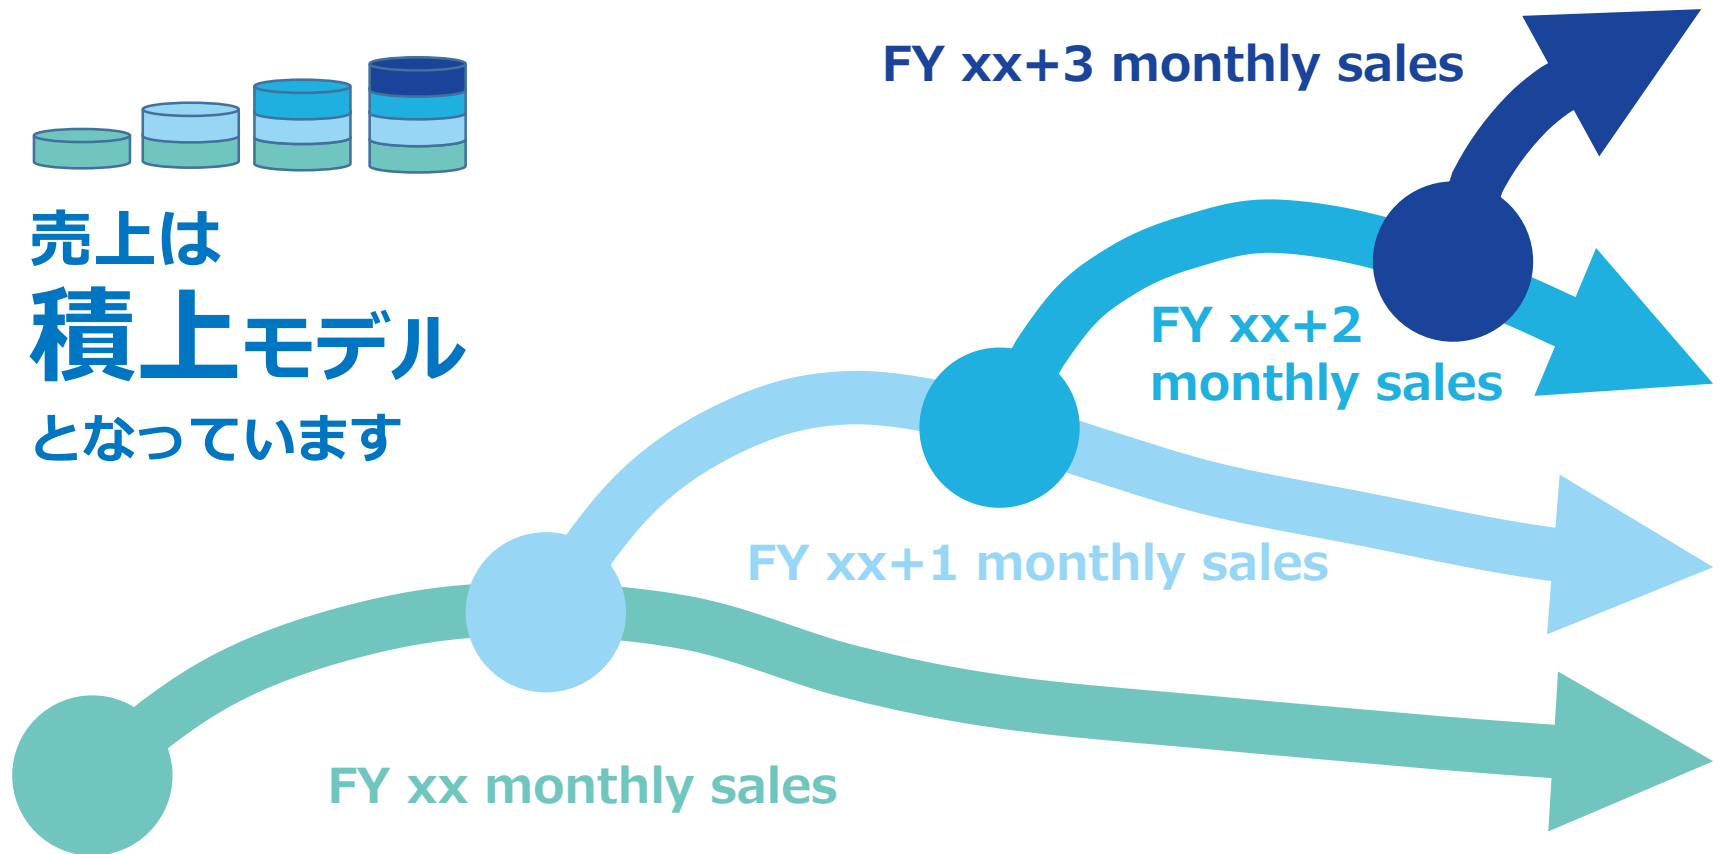 売上は
積上モデル
となっています
FY xx+3 monthly sales
FY xx+2
monthly sales
FY xx+1 monthly sales
FY xx monthly sales